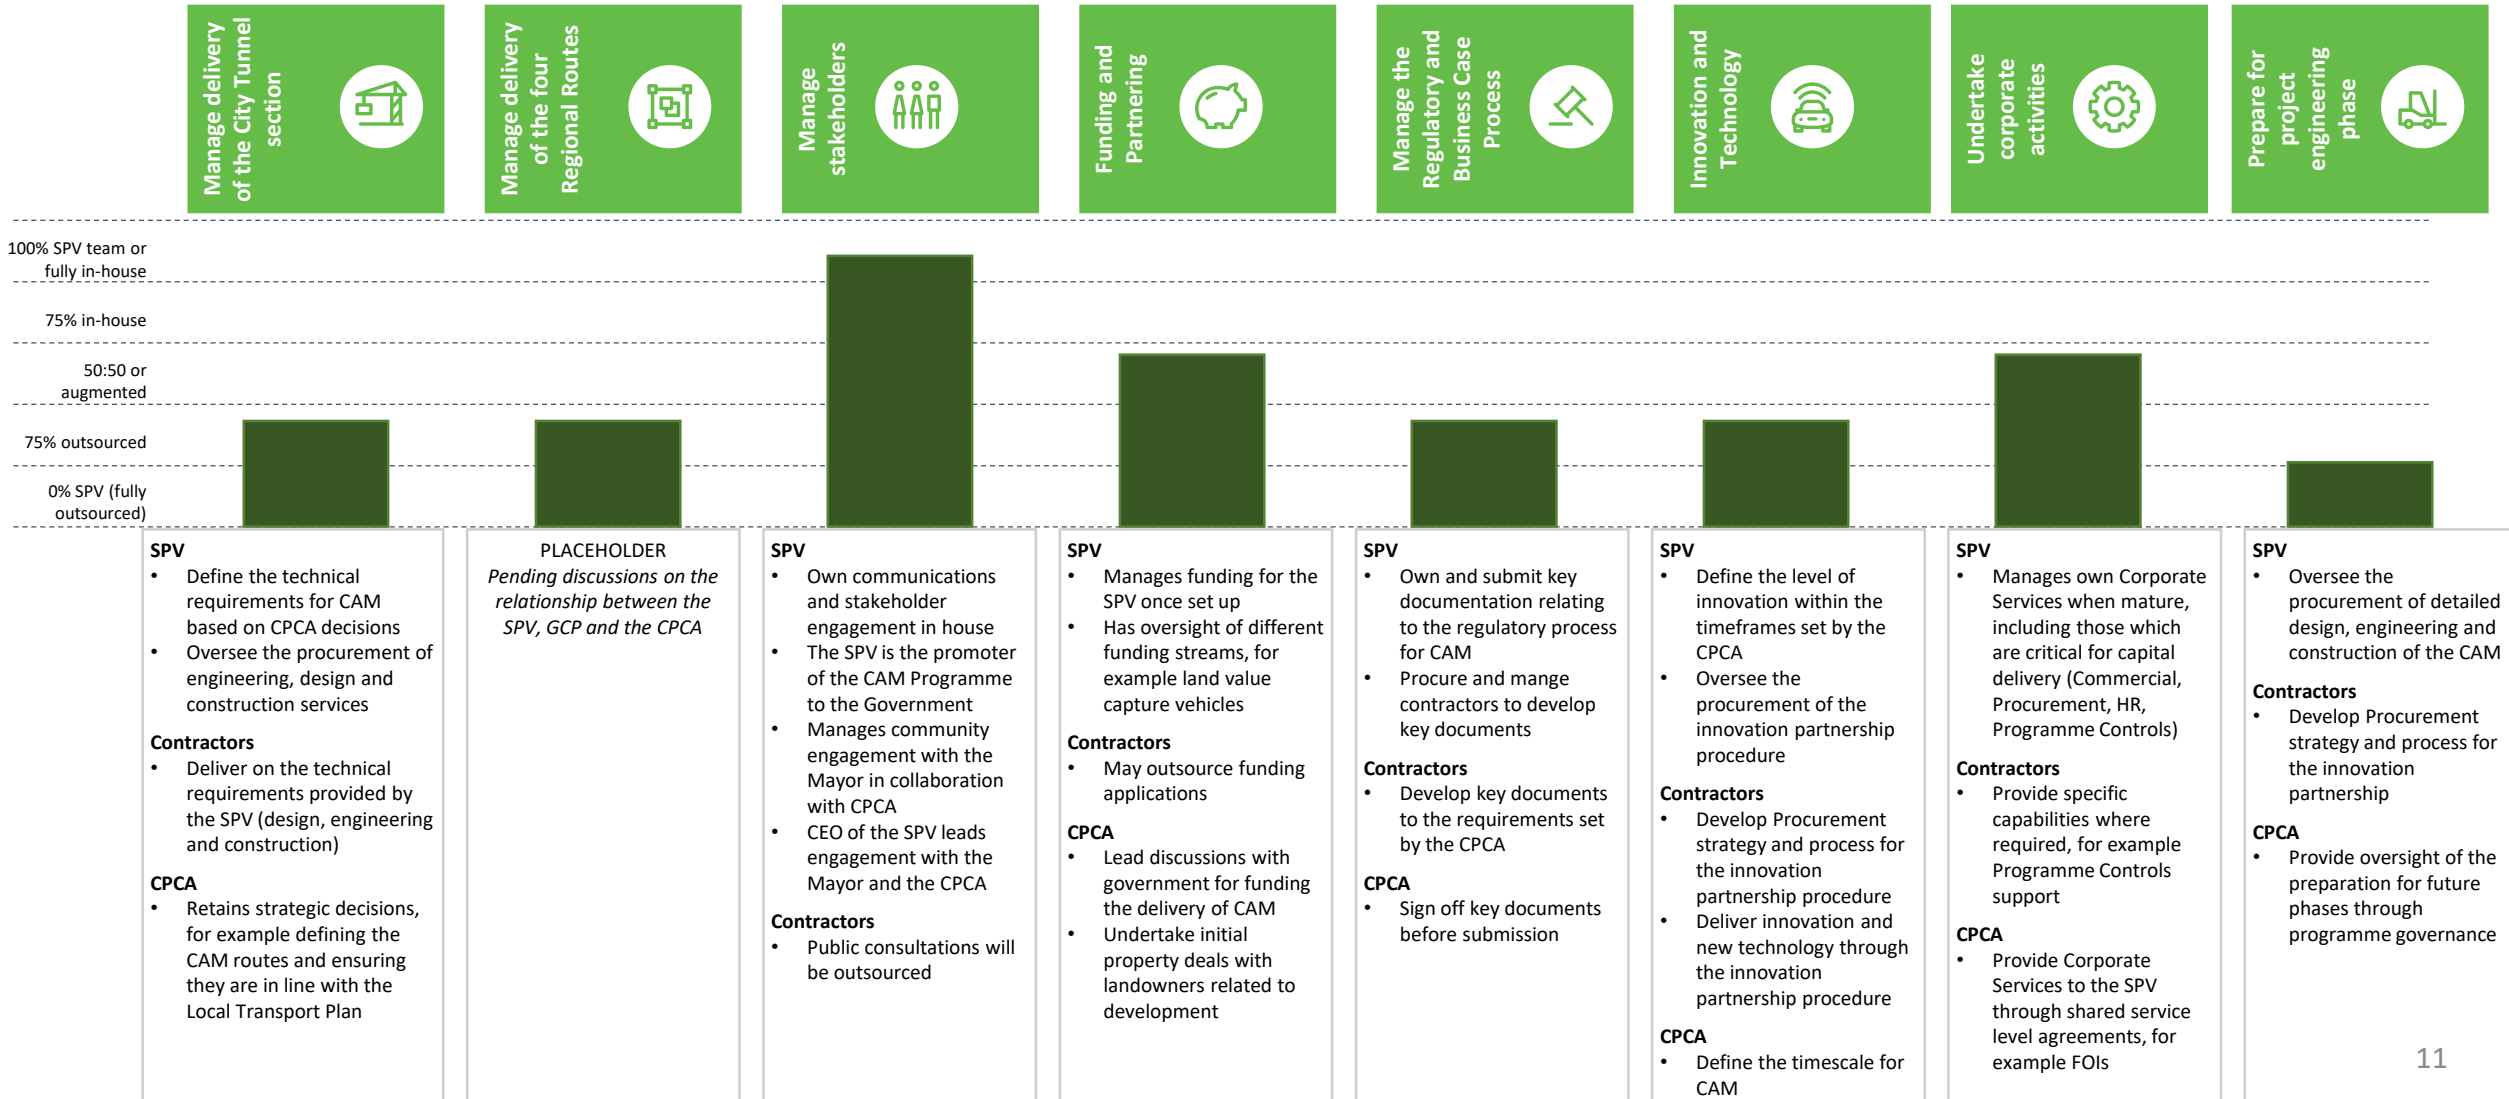 Manage delivery
of the City Tunnel
section
Manage delivery
of the four
Regional Routes
Manage
stakeholders
Funding and
Partnering
Manage the
Regulatory and
Business Case
Process
Innovation and
Technology
Undertake
corporate
activities
Prepare for
project
engineering
phase
100% SPV team or
fully in-house
75% in-house
50:50 or
augmented
75% outsourced
0% SPV (fully
outsourced)
SPV
• Define the technical
requirements for CAM
based on CPCA decisions
• Oversee the procurement of
engineering, design and
construction services
Contractors
• Deliver on the technical
requirements provided by
the SPV (design, engineering
and construction)
CPCA
• Retains strategic decisions,
for example defining the
CAM routes and ensuring
they are in line with the
Local Transport Plan
PLACEHOLDER
Pending discussions on the
relationship between the
SPV, GCP and the CPCA
SPV
• Own communications
and stakeholder
engagement in house
• The SPV is the promoter
of the CAM Programme
to the Government
• Manages community
engagement with the
Mayor in collaboration
with CPCA
• CEO of the SPV leads
engagement with the
Mayor and the CPCA
Contractors
• Public consultations will
be outsourced
SPV
• Manages funding for the
SPV once set up
• Has oversight of different
funding streams, for
example land value
capture vehicles
Contractors
• May outsource funding
applications
CPCA
• Lead discussions with
government for funding
the delivery of CAM
• Undertake initial
property deals with
landowners related to
development
SPV
• Own and submit key
documentation relating
to the regulatory process
for CAM
• Procure and mange
contractors to develop
key documents
Contractors
• Develop key documents
to the requirements set
by the CPCA
CPCA
• Sign off key documents
before submission
SPV
• Define the level of
innovation within the
timeframes set by the
CPCA
• Oversee the
procurement of the
innovation partnership
procedure
Contractors
• Develop Procurement
strategy and process for
the innovation
partnership procedure
• Deliver innovation and
new technology through
the innovation
partnership procedure
CPCA
• Define the timescale for
CAM
SPV
• Manages own Corporate
Services when mature,
including those which
are critical for capital
delivery (Commercial,
Procurement, HR,
Programme Controls)
Contractors
• Provide specific
capabilities where
required, for example
Programme Controls
support
CPCA
• Provide Corporate
Services to the SPV
through shared service
level agreements, for
example FOIs
SPV
• Oversee the
procurement of detailed
design, engineering and
construction of the CAM
Contractors
• Develop Procurement
strategy and process for
the innovation
partnership
CPCA
• Provide oversight of the
preparation for future
phases through
programme governance
11